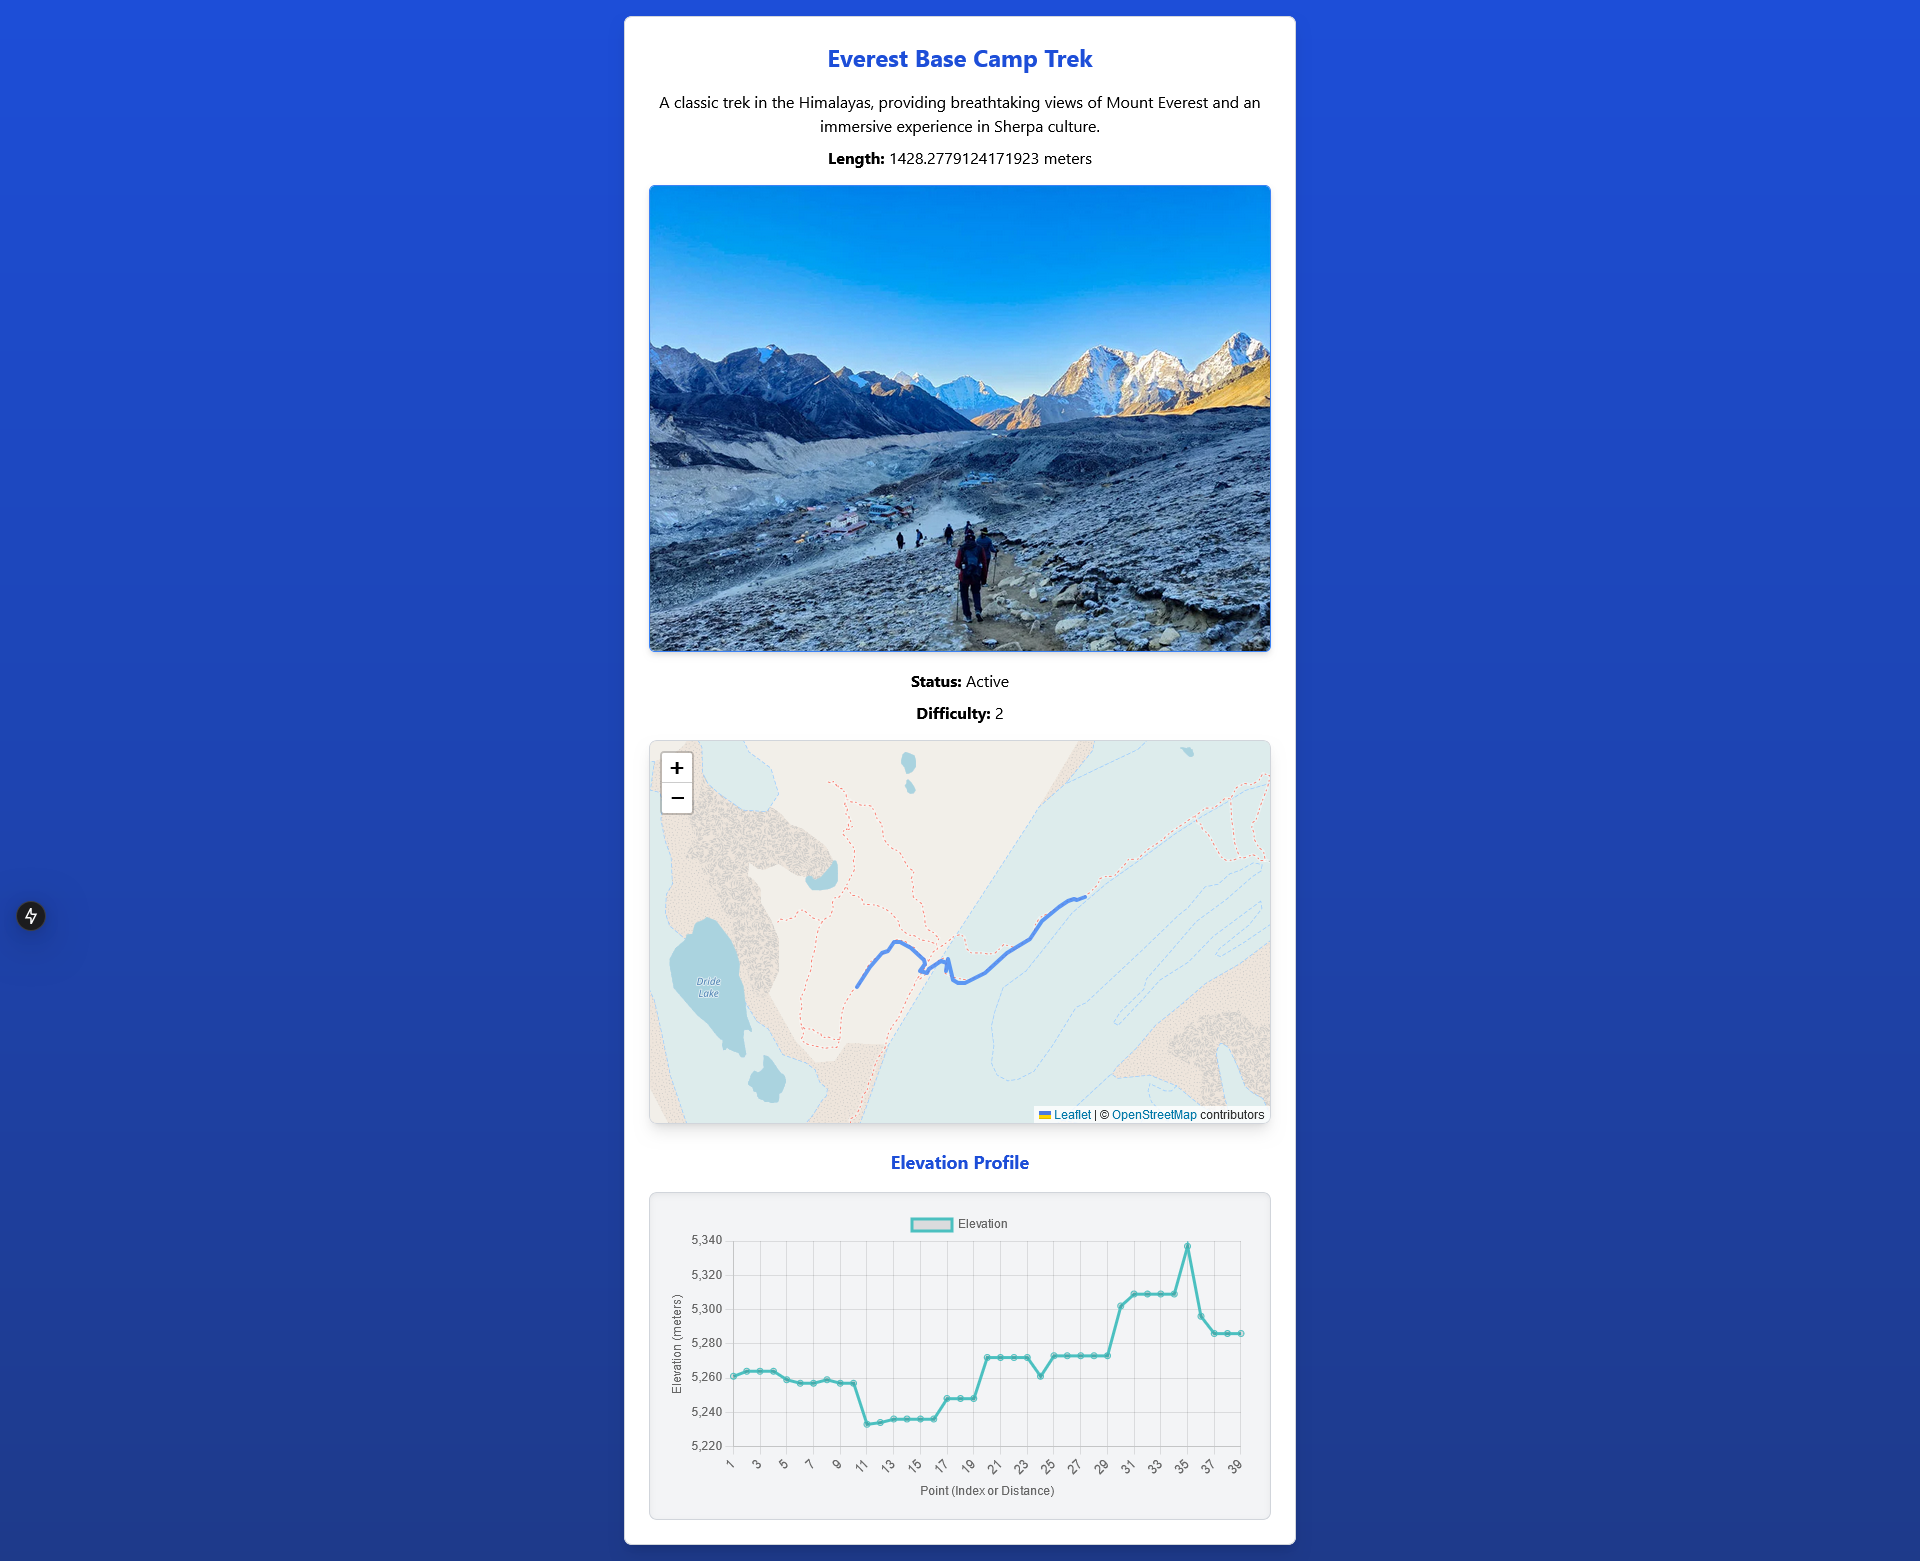 Everest Base Camp Trek
A classic trek in the Himalayas, providing breathtaking views of Mount Everest and an
immersive experience in Sherpa culture.
Length: 1428.2779124171923 meters
Status: Active
Difficulty: 2
+
−
Dride
Lake
Leaflet | © OpenStreetMap contributors
Elevation Profile
Elevation
5,340
5,320
5,300
5,280
5,260
5,240
5,220
Elevation (meters)
1 3 5 7 9 11 13 15 17 19 21 23 25 27 29 31 33 35 37 39
Point (Index or Distance)